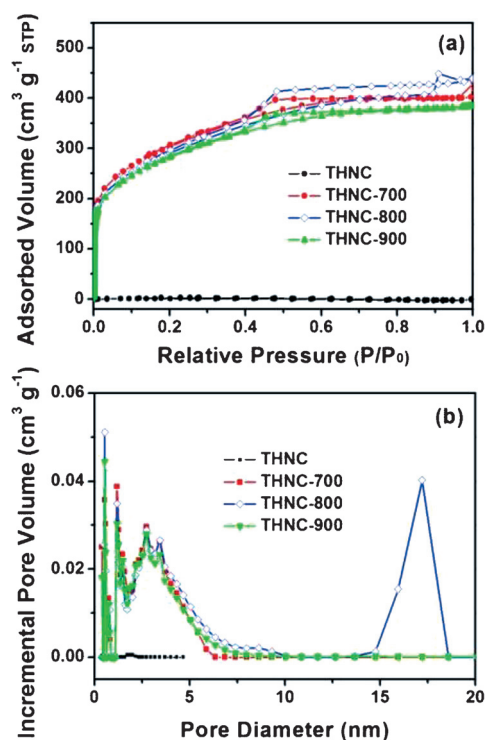 (a)
Adsorbed Volume (cm³ g⁻¹ STP)
500
400
300
200
100
0
THNC
THNC-700
THNC-800
THNC-900
0.0 0.2 0.4 0.6 0.8 1.0
Relative Pressure (P/P₀)
(b)
Incremental Pore Volume (cm³ g⁻¹)
0.06
0.04
0.02
0.00
THNC
THNC-700
THNC-800
THNC-900
0 5 10 15 20
Pore Diameter (nm)